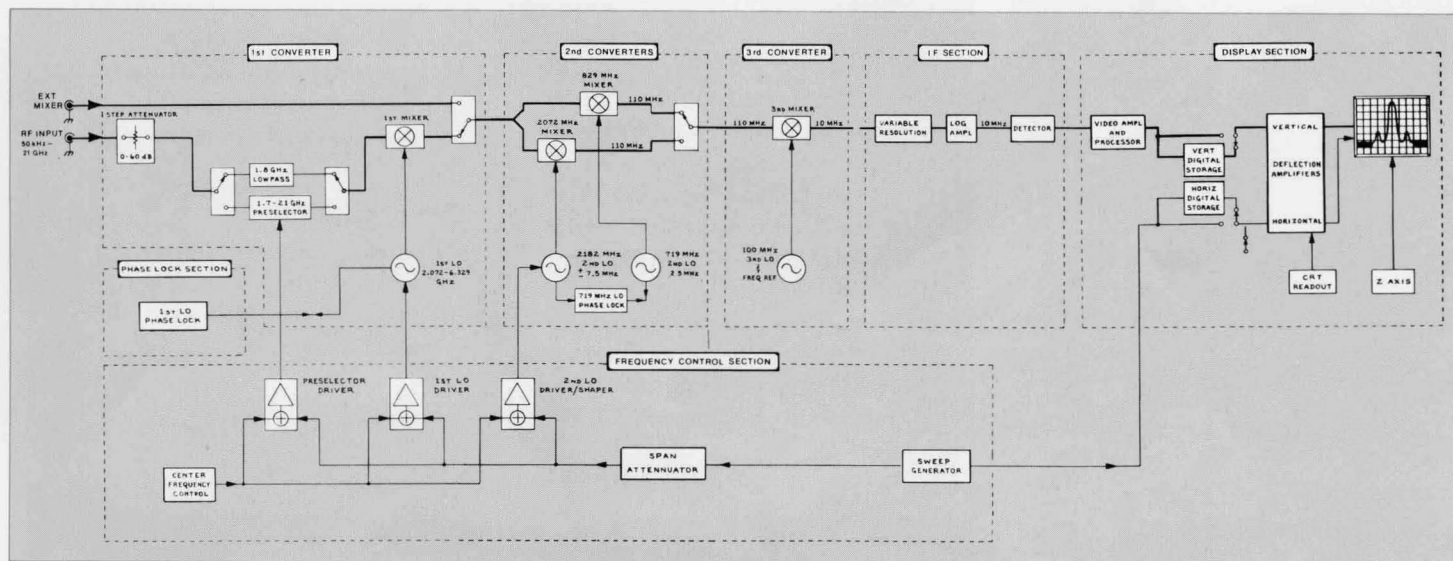 1st CONVERTER
2nd CONVERTERS
3rd CONVERTER
IF SECTION
DISPLAY SECTION
EXT
MIXER
RF INPUT
50 kHz-
21 GHz
STEP ATTENUATOR
0-60 dB
1.8 GHz
LOWPASS
1.7-21 GHz
PRESELECTOR
1ST MIXER
829 MHz
MIXER
2072 MHz
MIXER
110 MHz
110 MHz
110 MHz
3RD MIXER
10 MHz
VARIABLE
RESOLUTION
LOG
AMPL
10 MHz
DETECTOR
VIDEO AMPL
AND
PROCESSOR
VERT
DIGITAL
STORAGE
HORIZ
DIGITAL
STORAGE
VERTICAL
DEFLECTION
AMPLIFIERS
HORIZONTAL
CRT
READOUT
Z AXIS
PHASE LOCK SECTION
1ST LO
PHASE LOCK
1ST LO
2.072-6.329
GHz
2182 MHz
2ND LO
± 7.5 MHz
719 MHz
2ND LO
719 MHz LO
PHASE LOCK
100 MHz
3RD LO
&
FREQ REF
FREQUENCY CONTROL SECTION
PRESELECTOR
DRIVER
1ST LO
DRIVER
2ND LO
DRIVER/SHAPER
CENTER
FREQUENCY
CONTROL
SPAN
ATTENNUATOR
SWEEP
GENERATOR